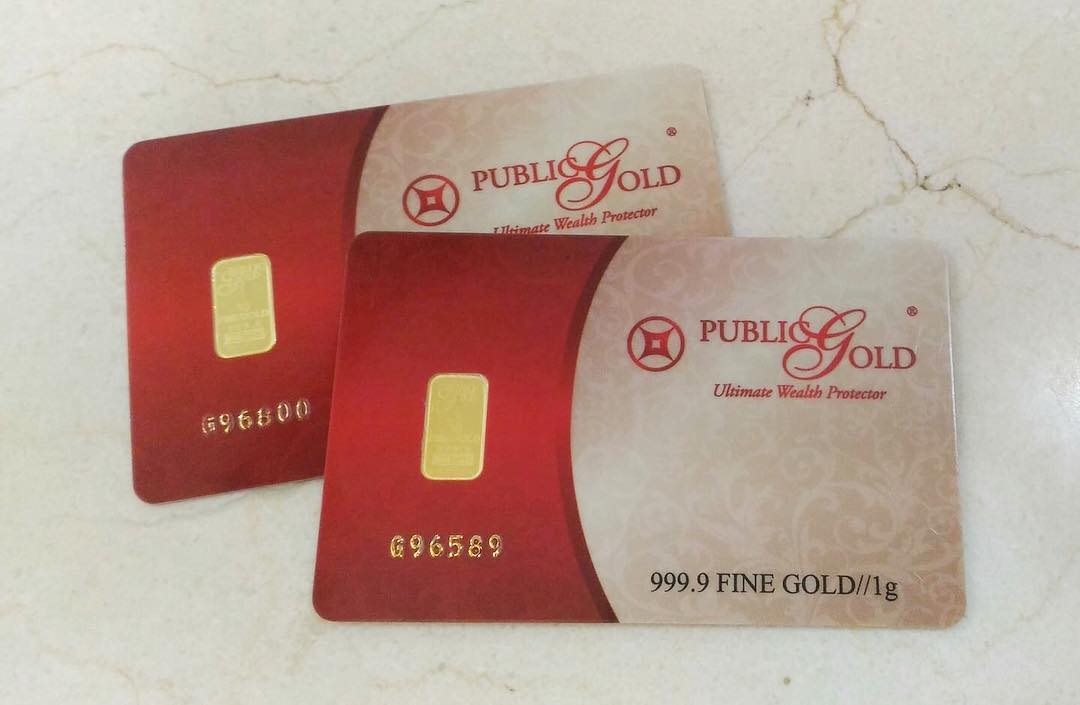 PUBLIC GOLD ®
Ultimate Wealth Protector
G96800
PUBLIC GOLD ®
Ultimate Wealth Protector
G96589
999.9 FINE GOLD//1g